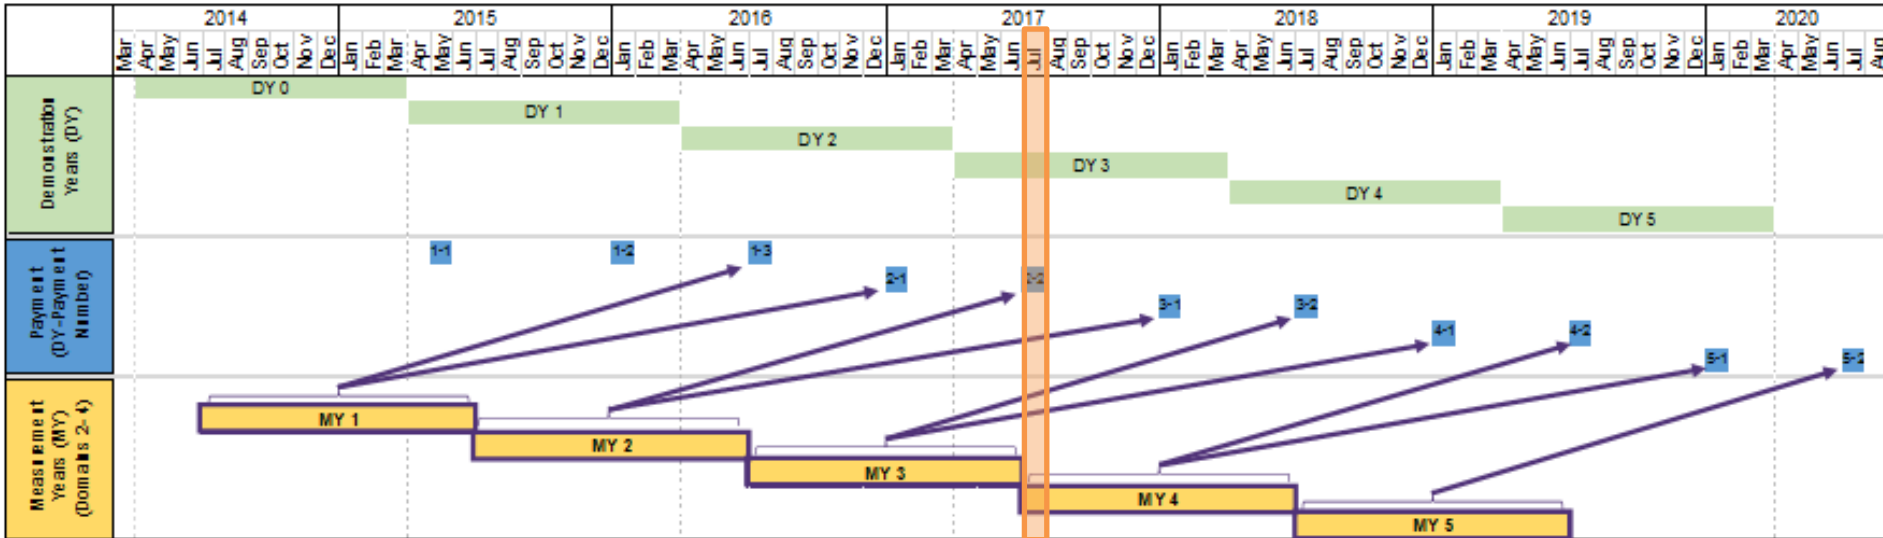 2014 2015 2016 2017 2018 2019 2020
Mar Apr May Jun Jul Aug Sep Oct Nov Dec Jan Feb Mar Apr May Jun Jul Aug Sep Oct Nov Dec Jan Feb Mar Apr May Jun Jul Aug Sep Oct Nov Dec Jan Feb Mar Apr May Jun Jul Aug Sep Oct Nov Dec Jan Feb Mar Apr May Jun Jul Aug Sep Oct Nov Dec Jan Feb Mar Apr May Jun Jul Aug Sep Oct Nov Dec Jan Feb Mar Apr May Jun Jul Aug
Demonstration
Years (DY)
DY 0
DY 1
DY 2
DY 3
DY 4
DY 5
Payment
(DY-Payment
Number)
1-1 1-2 1-3
2-1 2-2
3-1 3-2
4-1 4-2
5-1 5-2
Measurement
Years (MY)
(Domains 2-4)
MY 1
MY 2
MY 3
MY 4
MY 5